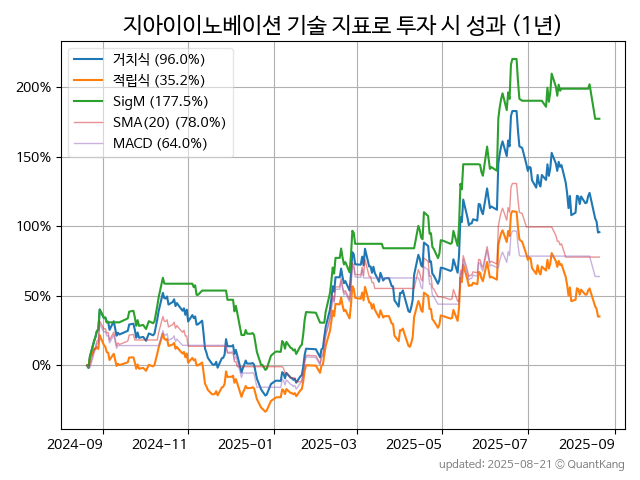 지아이이노베이션 기술 지표로 투자 시 성과 (1년)
거치식 (96.0%)
적립식 (35.2%)
SigM (177.5%)
SMA(20) (78.0%)
MACD (64.0%)
200%
150%
100%
50%
0%
2024-09 2024-11 2025-01 2025-03 2025-05 2025-07 2025-09
updated: 2025-08-21 © QuantKang